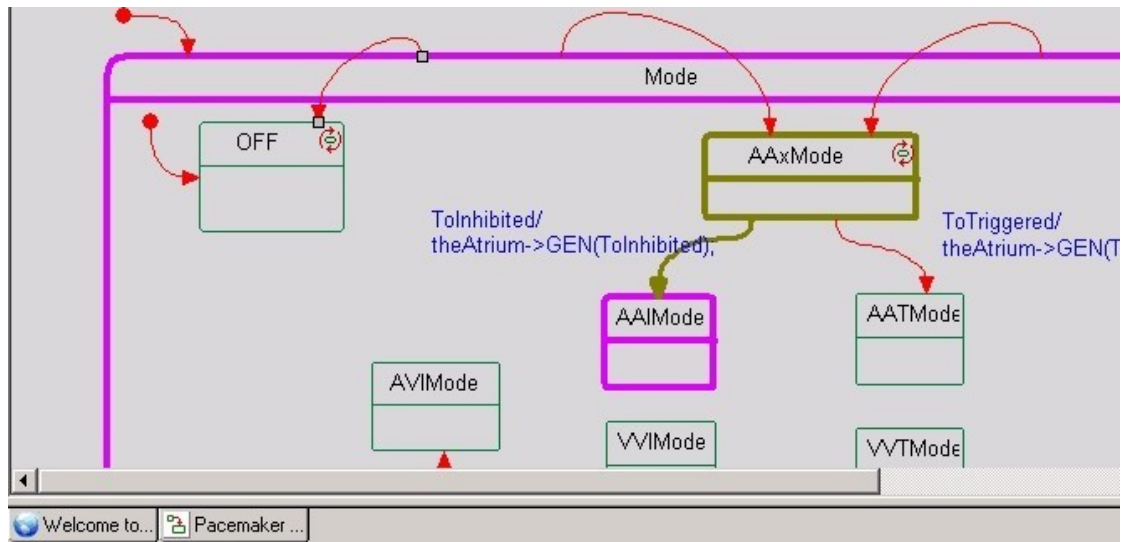 Mode
OFF
AAxMode
ToInhibited/
theAtrium->GEN(ToInhibited);
ToTriggered/
theAtrium->GEN(T
AAIMode
AATMode
AVIMode
VVIMode
VVTMode
Welcome to...
Pacemaker ...